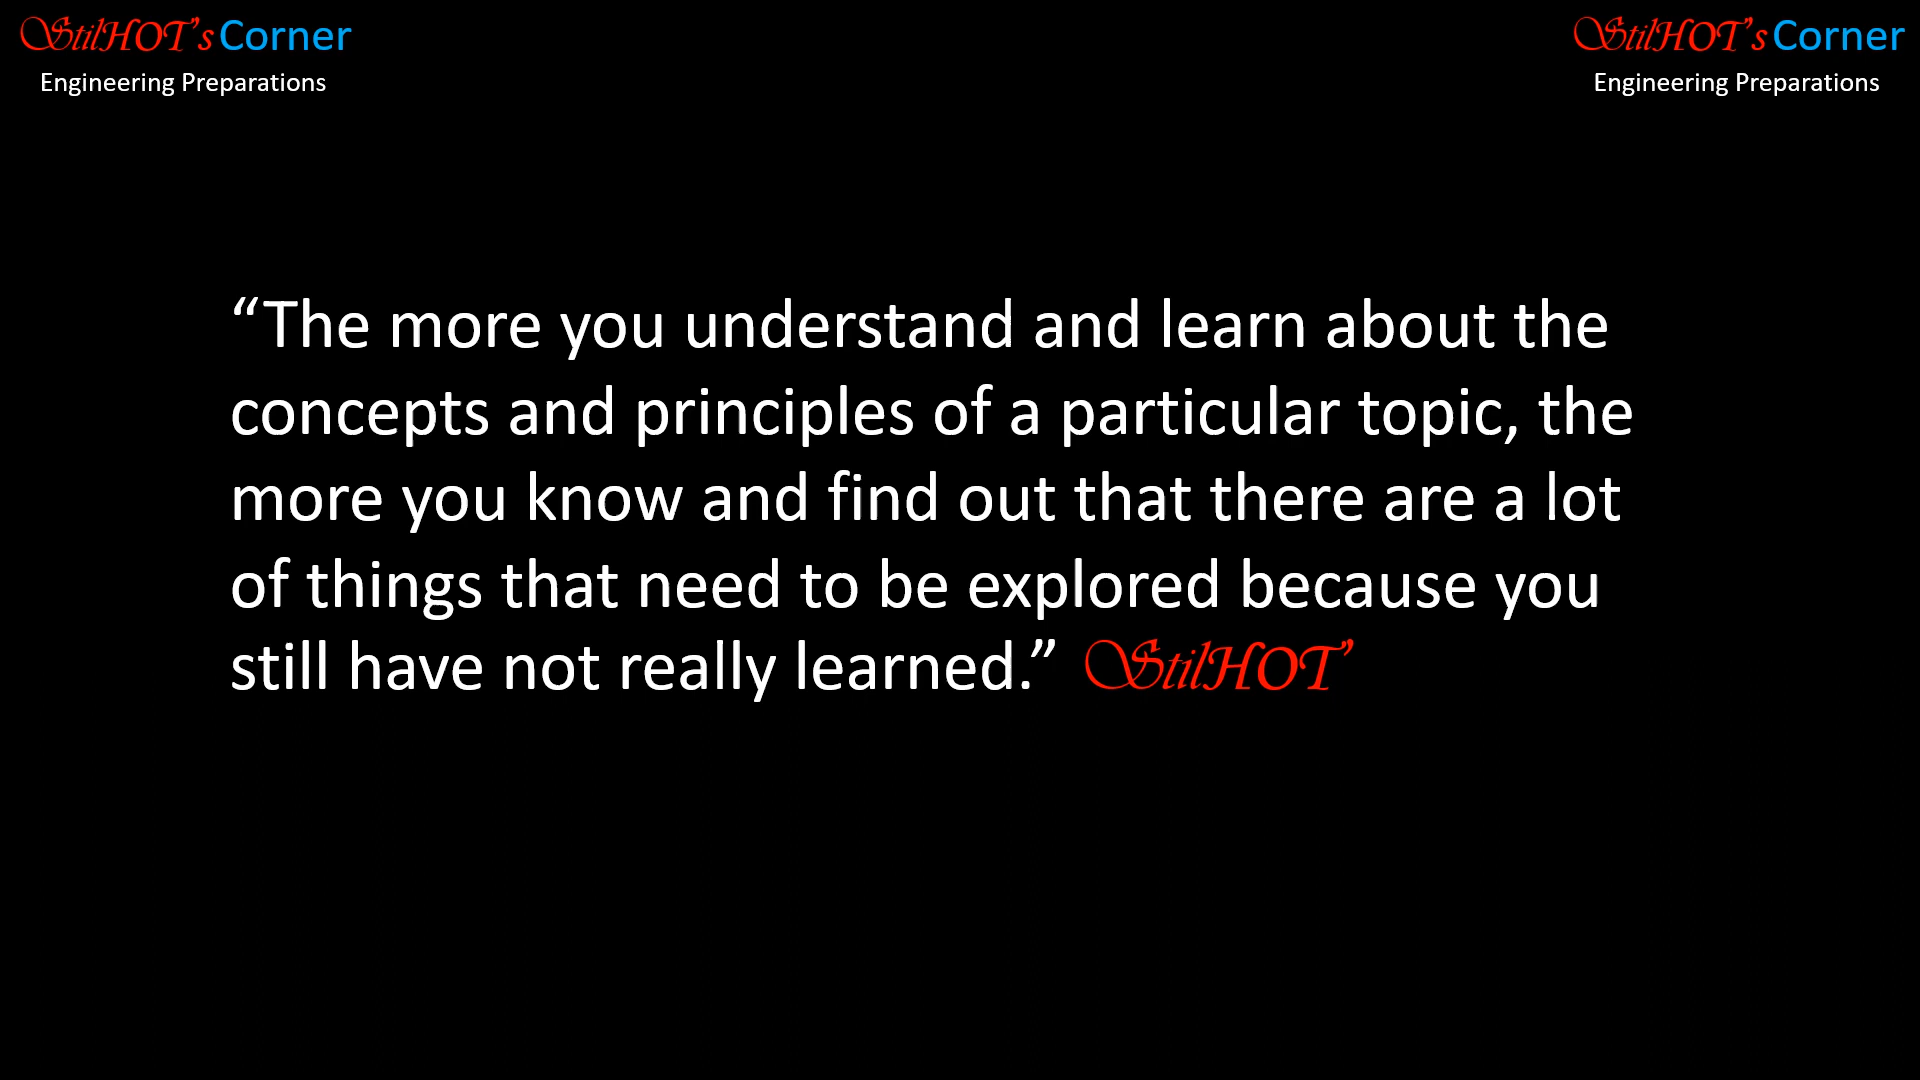 StilHOT's Corner
Engineering Preparations
StilHOT's Corner
Engineering Preparations
“The more you understand and learn about the
concepts and principles of a particular topic, the
more you know and find out that there are a lot
of things that need to be explored because you
still have not really learned.” StilHOT’